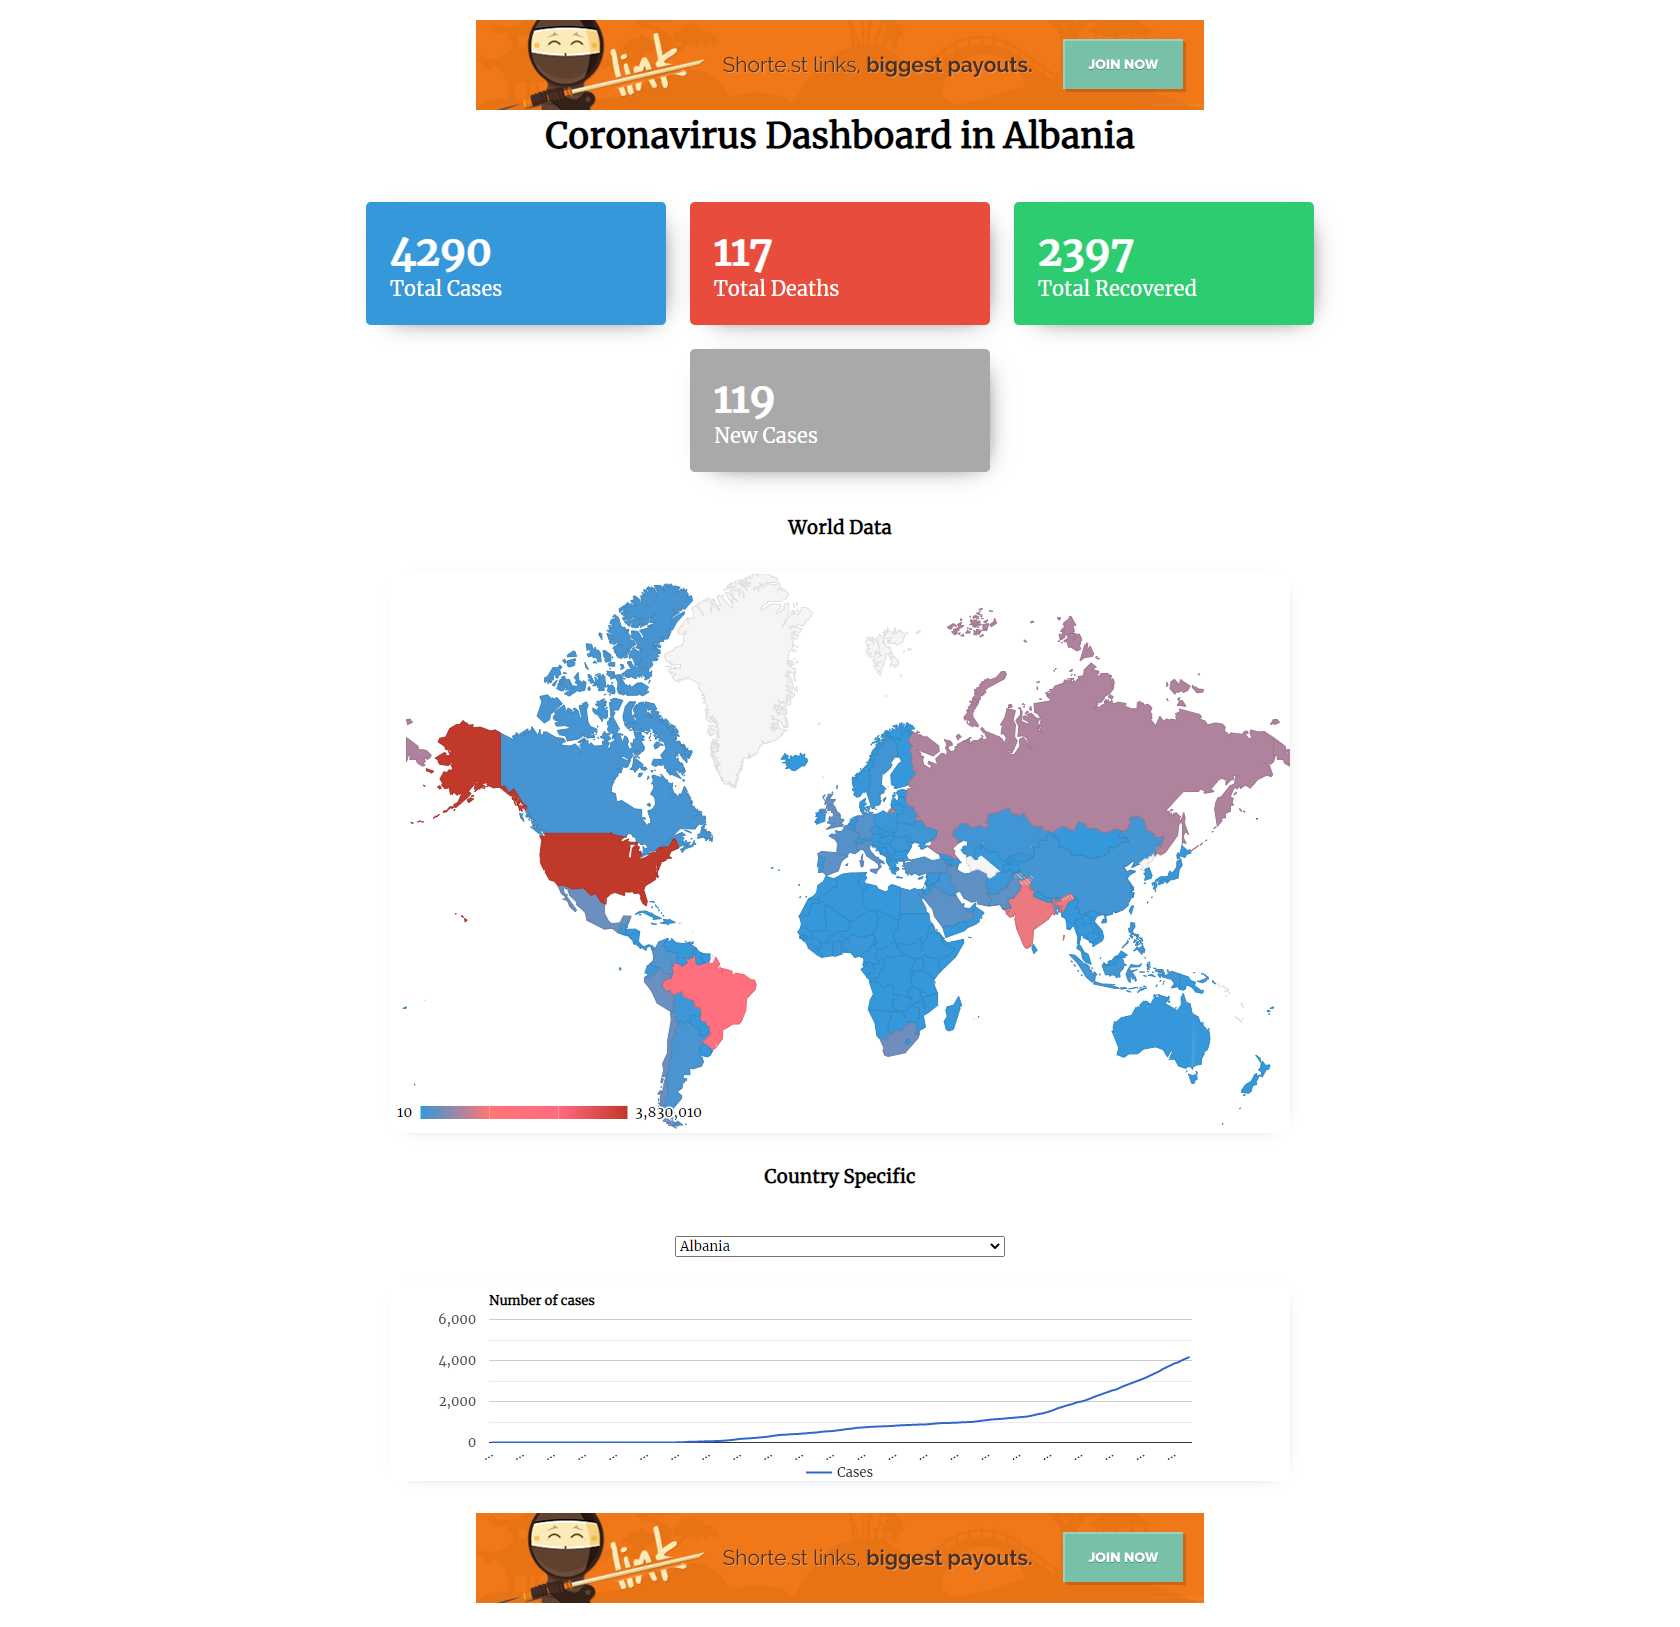 link
Shorte.st links, biggest payouts.
JOIN NOW
Coronavirus Dashboard in Albania
4290
Total Cases
117
Total Deaths
2397
Total Recovered
119
New Cases
World Data
10
3,830,010
Country Specific
Albania
Number of cases
6,000
4,000
2,000
0
Cases
link
Shorte.st links, biggest payouts.
JOIN NOW